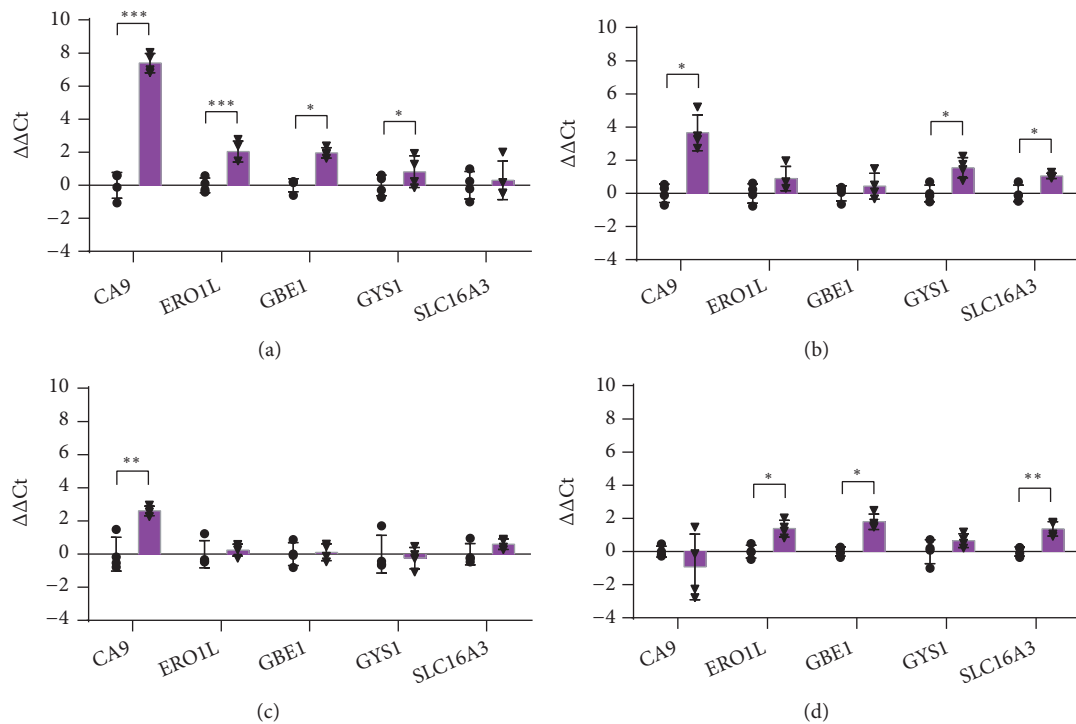 10
8
6
4
2
0
−2
−4
ΔΔCt
***
***
*
*
CA9
ERO1L
GBE1
GYS1
SLC16A3
(a)
10
8
6
4
2
0
−2
−4
ΔΔCt
*
*
*
CA9
ERO1L
GBE1
GYS1
SLC16A3
(b)
10
8
6
4
2
0
−2
−4
ΔΔCt
**
CA9
ERO1L
GBE1
GYS1
SLC16A3
(c)
10
8
6
4
2
0
−2
−4
ΔΔCt
*
*
**
CA9
ERO1L
GBE1
GYS1
SLC16A3
(d)